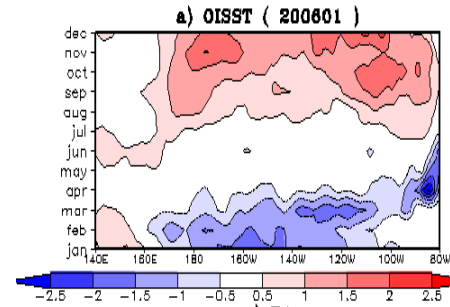 a) OISST ( 200601 )
dec
nov
oct
sep
aug
jul
jun
may
apr
mar
feb
jan
140E 160E 180 160W 140W 120W 100W 80W
-2.5 -2 -1.5 -1 -0.5 0.5 1 1.5 2 2.5